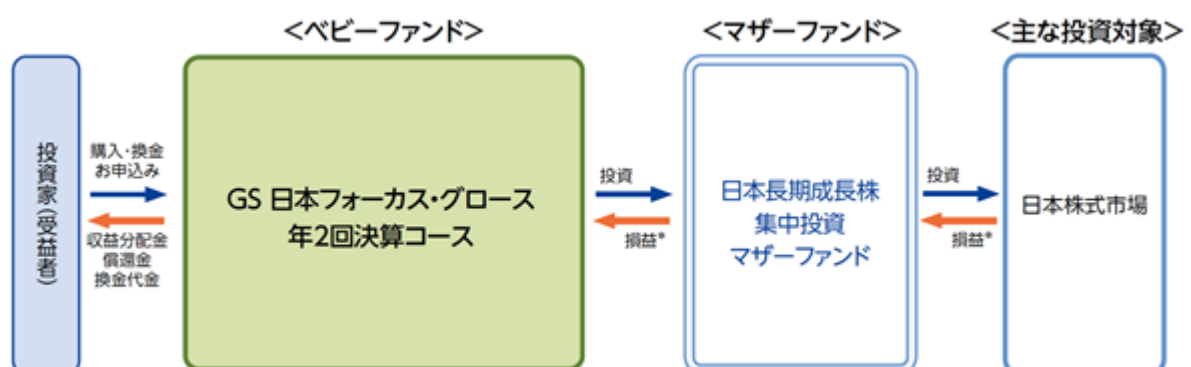 <ベビーファンド>
<マザーファンド>
<主な投資対象>
投資家(受益者)
購入・換金
お申込み
収益分配金
償還金
換金代金
GS 日本フォーカス・グロース
年2回決算コース
投資
損益*
日本長期成長株
集中投資
マザーファンド
投資
損益*
日本株式市場